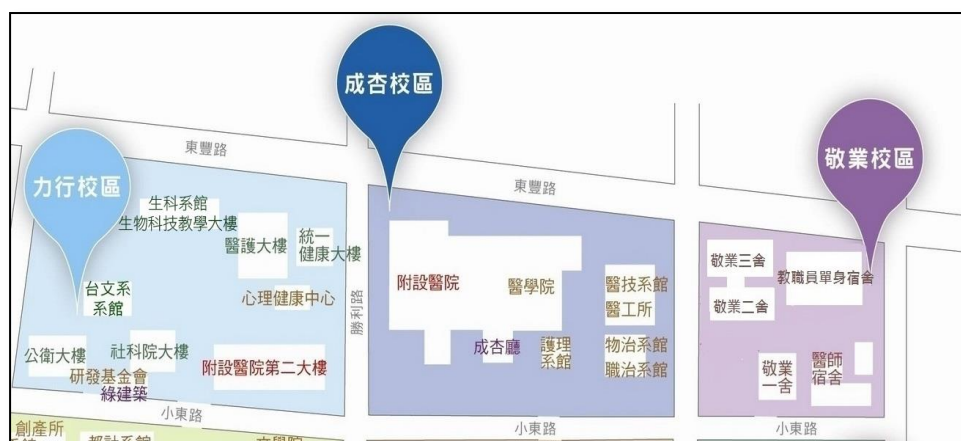 成杏校區
力行校區
敬業校區
東豐路
東豐路
生科系館
生物科技教學大樓
醫護大樓
統一
健康大樓
心理健康中心
台文系
系館
公衛大樓
社科院大樓
研發基金會
綠建築
附設醫院第二大樓
勝利路
附設醫院
醫學院
成杏廳
護理
系館
醫技系館
醫工所
物治系館
職治系館
敬業三舍
敬業二舍
教職員單身宿舍
敬業
一舍
醫師
宿舍
小東路
小東路
小東路
創產所
都計系館
文學院